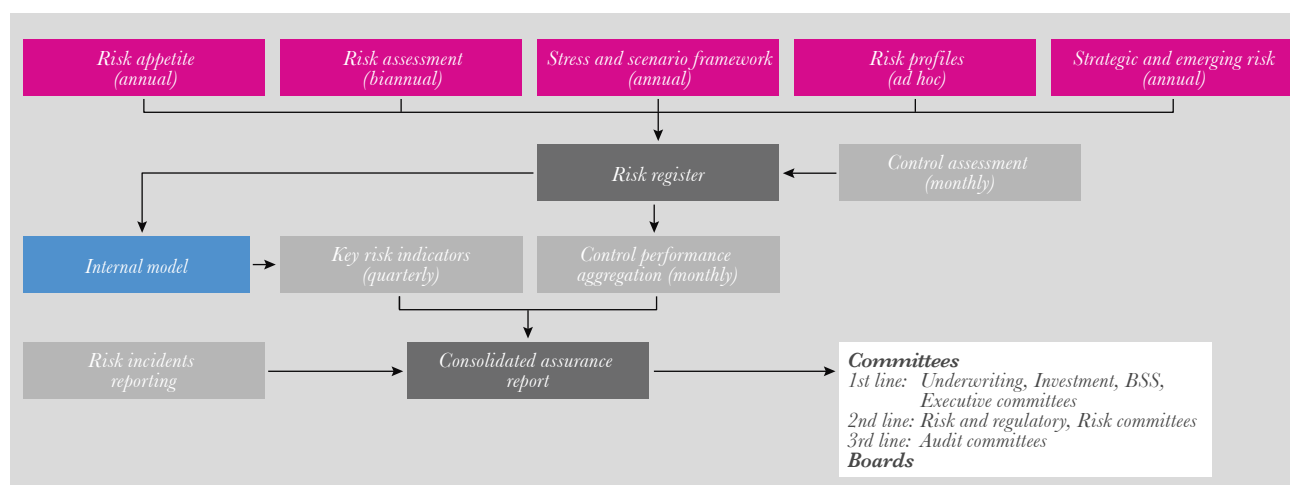 Risk appetite
(annual)
Risk assessment
(biannual)
Stress and scenario framework
(annual)
Risk profiles
(ad hoc)
Strategic and emerging risk
(annual)
Risk register
Control assessment
(monthly)
Internal model
Key risk indicators
(quarterly)
Control performance
aggregation (monthly)
Risk incidents
reporting
Consolidated assurance
report
Committees
1st line: Underwriting, Investment, BSS,
Executive committees
2nd line: Risk and regulatory, Risk committees
3rd line: Audit committees
Boards